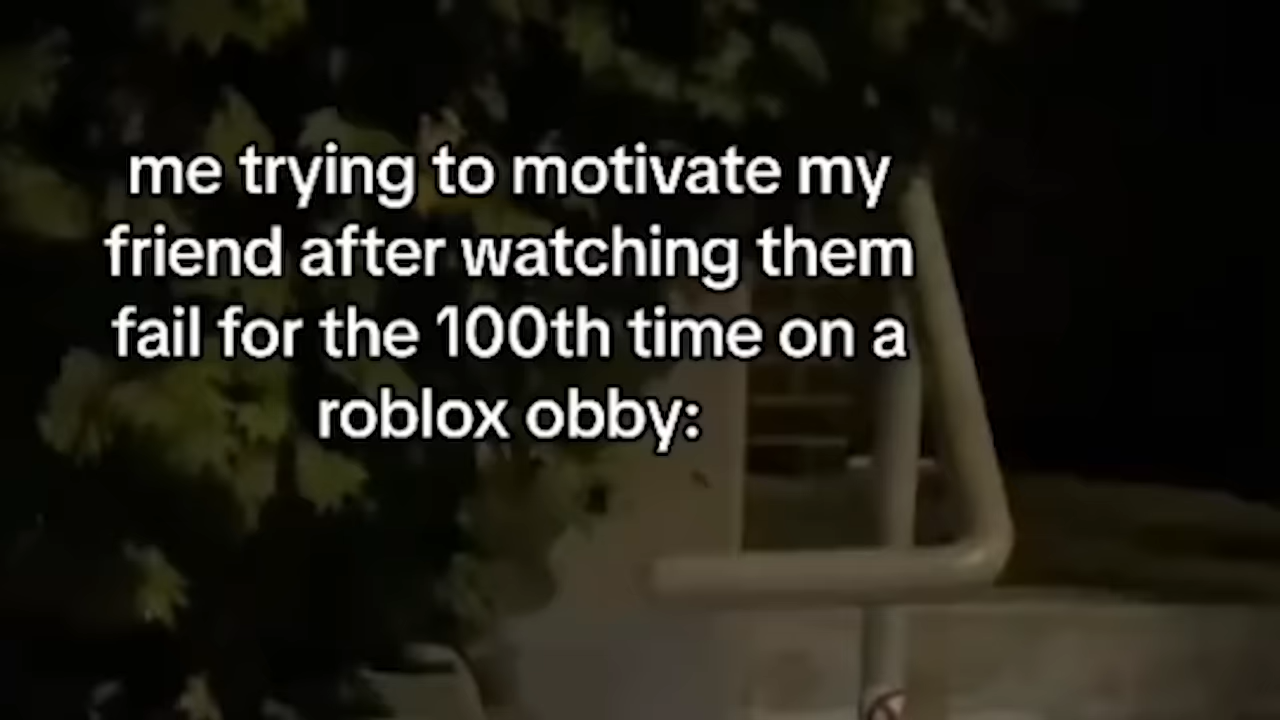 me trying to motivate my
friend after watching them
fail for the 100th time on a
roblox obby: